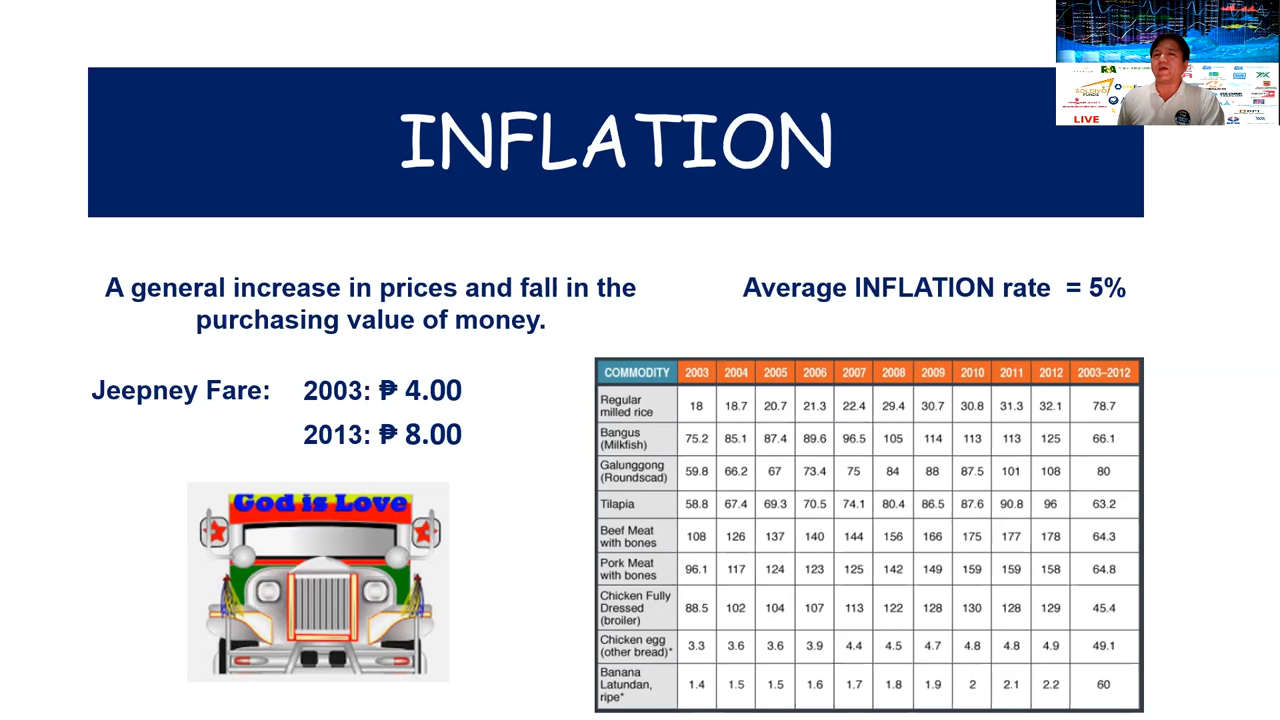 INFLATION
LIVE
A general increase in prices and fall in the
purchasing value of money.
Average INFLATION rate = 5%
Jeepney Fare: 2003: ₱ 4.00
2013: ₱ 8.00
God is Love
COMMODITY 2003 2004 2005 2006 2007 2008 2009 2010 2011 2012 2003–2012
Regular
milled rice 18 18.7 20.7 21.3 22.4 29.4 30.7 30.8 31.3 32.1 78.7
Bangus
(Milkfish) 75.2 85.1 87.4 89.6 96.5 105 114 113 113 125 66.1
Galunggong
(Roundscad) 59.8 66.2 67 73.4 75 84 88 87.5 101 108 80
Tilapia 58.8 67.4 69.3 70.5 74.1 80.4 86.5 87.6 90.8 96 63.2
Beef Meat
with bones 108 126 137 140 144 156 166 175 177 178 64.3
Pork Meat
with bones 96.1 117 124 123 125 142 149 159 159 158 64.8
Chicken Fully
Dressed
(broiler) 88.5 102 104 107 113 122 128 130 128 129 45.4
Chicken egg
(other bread)* 3.3 3.6 3.6 3.9 4.4 4.5 4.7 4.8 4.8 4.9 49.1
Banana
Latundan,
ripe* 1.4 1.5 1.5 1.6 1.7 1.8 1.9 2 2.1 2.2 60